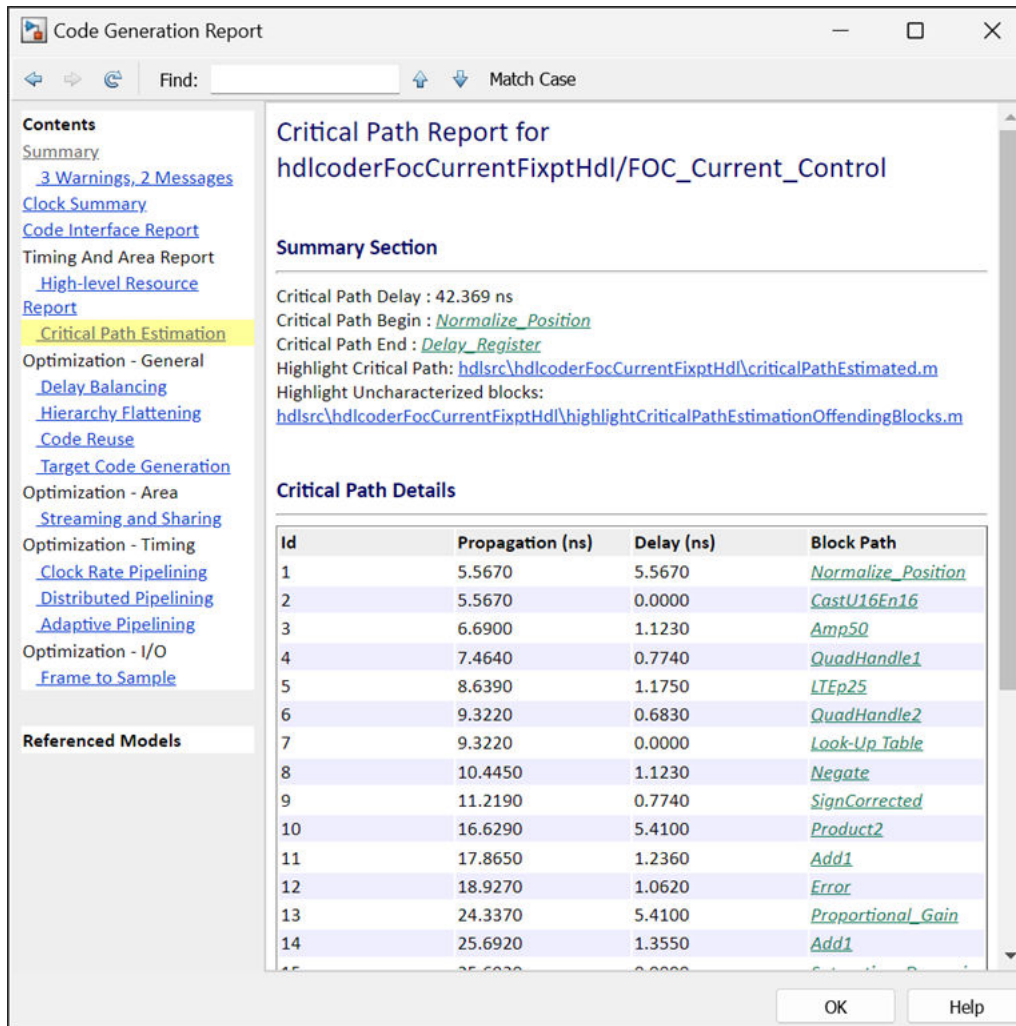 Code Generation Report
Find:
Match Case
Contents
Summary
3 Warnings, 2 Messages
Clock Summary
Code Interface Report
Timing And Area Report
High-level Resource
Report
Critical Path Estimation
Optimization - General
Delay Balancing
Hierarchy Flattening
Code Reuse
Target Code Generation
Optimization - Area
Streaming and Sharing
Optimization - Timing
Clock Rate Pipelining
Distributed Pipelining
Adaptive Pipelining
Optimization - I/O
Frame to Sample
Referenced Models
Critical Path Report for
hdlcoderFocCurrentFixptHdl/FOC_Current_Control
Summary Section
Critical Path Delay : 42.369 ns
Critical Path Begin : Normalize_Position
Critical Path End : Delay_Register
Highlight Critical Path: hdlsrc\hdlcoderFocCurrentFixptHdl\criticalPathEstimated.m
Highlight Uncharacterized blocks:
hdlsrc\hdlcoderFocCurrentFixptHdl\highlightCriticalPathEstimationOffendingBlocks.m
Critical Path Details
Id Propagation (ns) Delay (ns) Block Path
1 5.5670 5.5670 Normalize_Position
2 5.5670 0.0000 CastU16En16
3 6.6900 1.1230 Amp50
4 7.4640 0.7740 QuadHandle1
5 8.6390 1.1750 LTEp25
6 9.3220 0.6830 QuadHandle2
7 9.3220 0.0000 Look-Up Table
8 10.4450 1.1230 Negate
9 11.2190 0.7740 SignCorrected
10 16.6290 5.4100 Product2
11 17.8650 1.2360 Add1
12 18.9270 1.0620 Error
13 24.3370 5.4100 Proportional_Gain
14 25.6920 1.3550 Add1
OK
Help